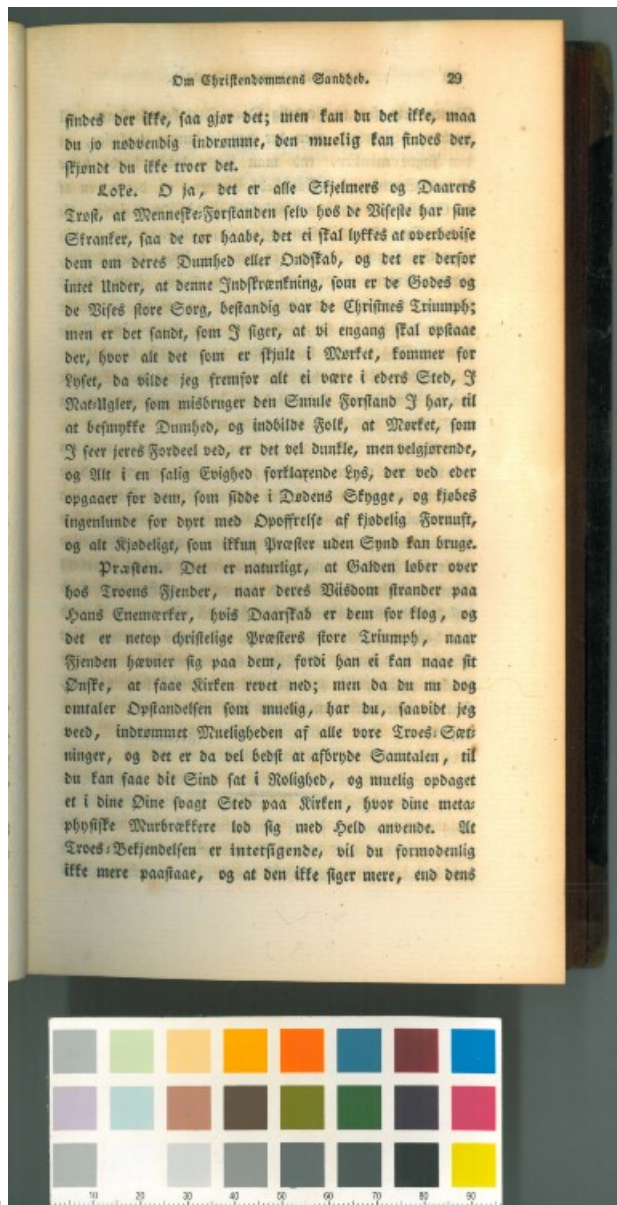 Om Christendommens Sandhed. 29
findes der ikke, saa gjør det; men kan du det ikke, maa
du jo nødvendig indrømme, den muelig kan findes der,
skjøndt du ikke troer det.
Loke. O ja, det er alle Skjelmers og Daarers
Trøst, at Menneske-Forstanden selv hos de Viseste har sine
Skranker, saa de tør haabe, det ei skal lykkes at overbevise
dem om deres Dumhed eller Ondskab, og det er derfor
intet Under, at denne Indskrænkning, som er de Godes og
de Vises store Sorg, bestandig var de Christnes Triumph;
men er det sandt, som I siger, at vi engang skal opstaae
der, hvor alt det som er skjult i Mørket, kommer for
Lyset, da vilde jeg fremfor alt ei være i eders Sted, I
Nat-Ugler, som misbruger den Smule Forstand I har, til
at besmykke Dumhed, og indbilde Folk, at Mørket, som
I seer jeres Fordeel ved, er det vel dunkle, men velgjørende,
og Alt i en salig Evighed forklarende Lys, der ved eder
opgaaer for dem, som sidde i Dødens Skygge, og kjøbes
ingenlunde for dyrt med Opoffrelse af kjødelig Fornuft,
og alt Kjødeligt, som ikkun Præster uden Synd kan bruge.
Præsten. Det er naturligt, at Galden løber over
hos Troens Fjender, naar deres Viisdom strander paa
Hans Enemærker, hvis Daarskab er dem for klog, og
det er netop christelige Præsters store Triumph, naar
Fjenden hævner sig paa dem, fordi han ei kan naae sit
Ønske, at faae Kirken revet ned; men da du nu dog
omtaler Opstandelsen som muelig, har du, saavidt jeg
veed, indrømmet Mueligheden af alle vore Troes-Sæt-
ninger, og det er da vel bedst at afbryde Samtalen, til
du kan faae dit Sind sat i Rolighed, og muelig opdaget
et i dine Øine svagt Sted paa Kirken, hvor dine meta-
physiske Murbrækkere lod sig med Held anvende. At
Troes-Bekjendelsen er intetsigende, vil du formodenlig
ikke mere paastaae, og at den ikke siger mere, end dens
10 20 30 40 50 60 70 80 90